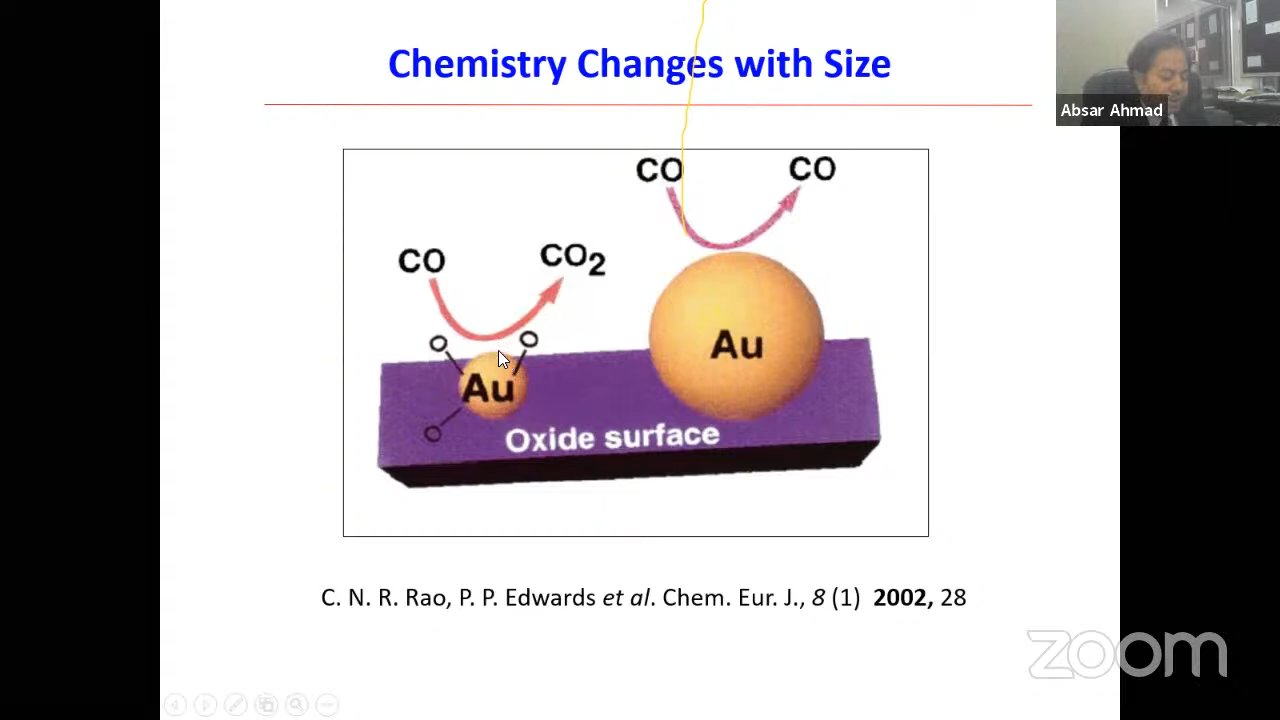 Chemistry Changes with Size
Absar Ahmad
CO CO
CO CO2
O O
Au
Au
O
Oxide surface
C. N. R. Rao, P. P. Edwards et al. Chem. Eur. J., 8 (1) 2002, 28
zoom